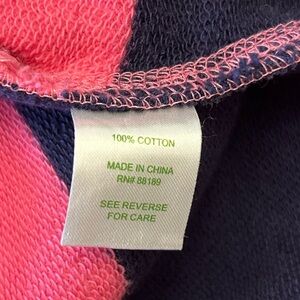 100% COTTON
MADE IN CHINA
RN# 88189
SEE REVERSE
FOR CARE